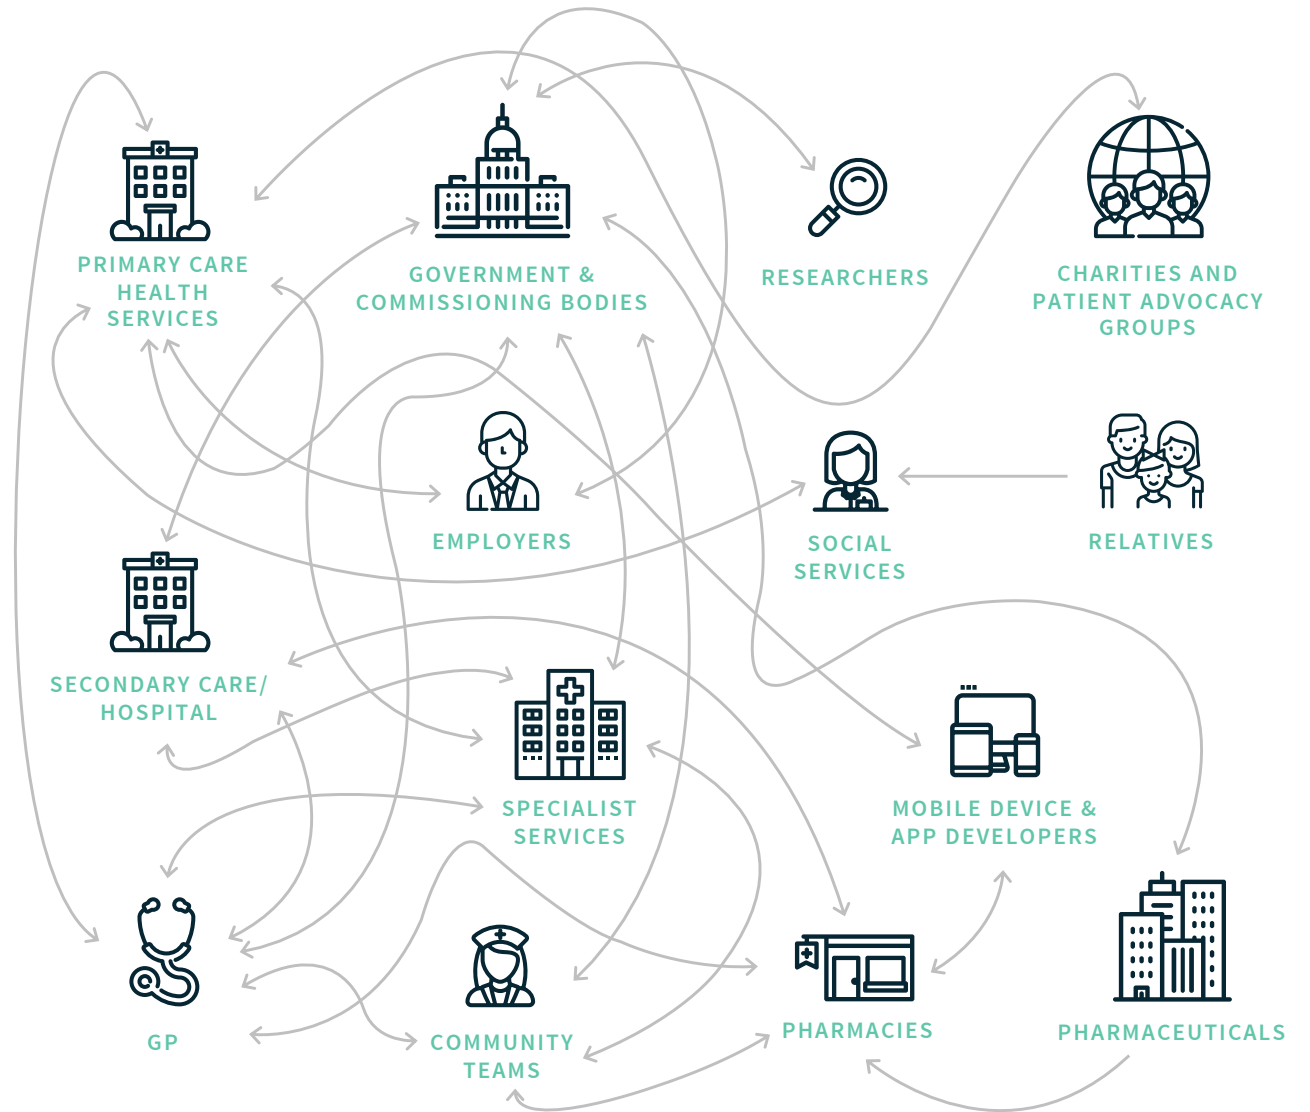 PRIMARY CARE
HEALTH
SERVICES
GOVERNMENT &
COMMISSIONING BODIES
RESEARCHERS
CHARITIES AND
PATIENT ADVOCACY
GROUPS
EMPLOYERS
SOCIAL
SERVICES
RELATIVES
SECONDARY CARE/
HOSPITAL
SPECIALIST
SERVICES
MOBILE DEVICE &
APP DEVELOPERS
GP
COMMUNITY
TEAMS
PHARMACIES
PHARMACEUTICALS